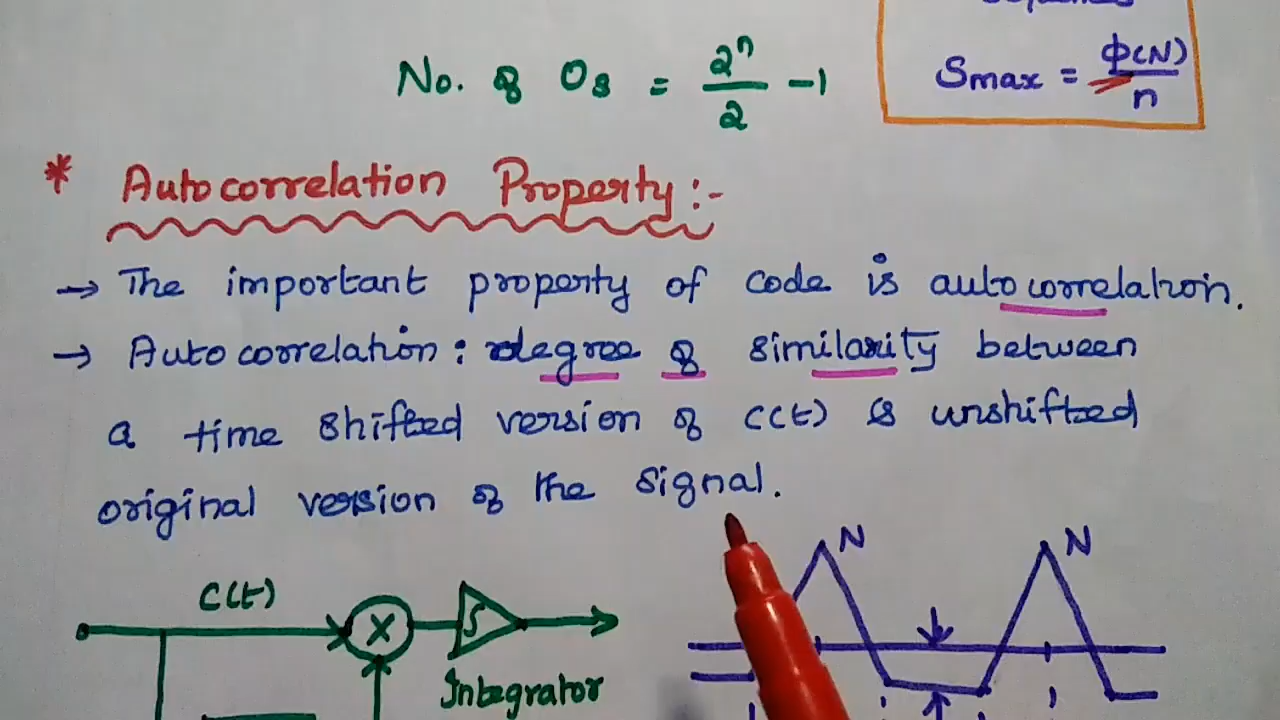 Smax = Φ(N)/n
No. of 0s = 2^n/2 - 1
* Autocorrelation Property:-
→ The important property of code is autocorrelation.
→ Autocorrelation: degree of similarity between
a time shifted version of c(t) & unshifted
original version of the signal.
N N
C(t)
X
∫
Integrator